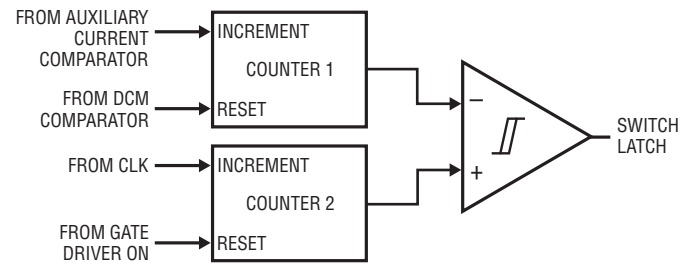 FROM AUXILIARY
CURRENT
COMPARATOR
INCREMENT
COUNTER 1
FROM DCM
COMPARATOR
RESET
FROM CLK
INCREMENT
COUNTER 2
FROM GATE
DRIVER ON
RESET
–
+
SWITCH
LATCH